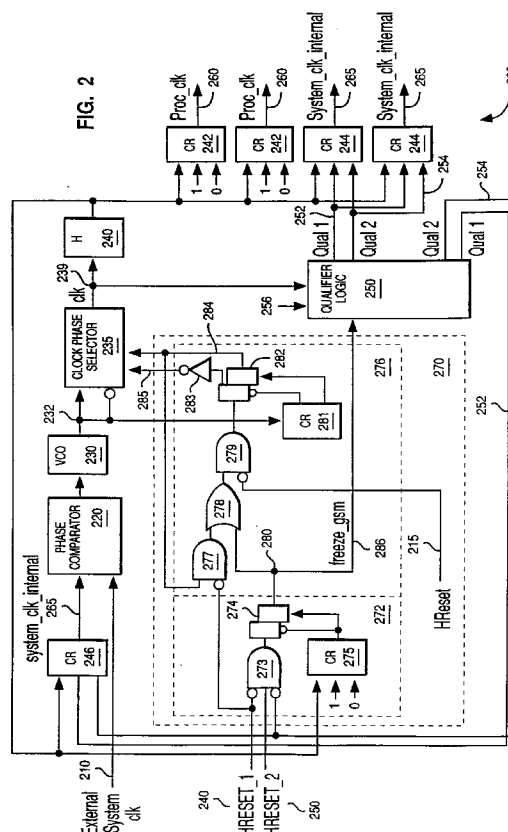 FIG. 2
Proc_clk
260
CR
242
1
0
Proc_clk
260
CR
242
1
0
System_clk_internal
265
CR
244
System_clk_internal
265
CR
244
254
252
Qual 1
Qual 2
Qual 2
Qual 1
254
252
239
clk
H
240
CLOCK PHASE
SELECTOR
235
256
QUALIFIER
LOGIC
250
232
VCO
230
PHASE
COMPARATOR
220
system_clk_internal
265
CR
246
210
External
System
clk
284
285
283
282
276
270
CR
281
279
278
277
280
freeze_gsm
286
215
HReset
274
272
273
CR
275
1
0
240
HRESET_1
HRESET_2
250